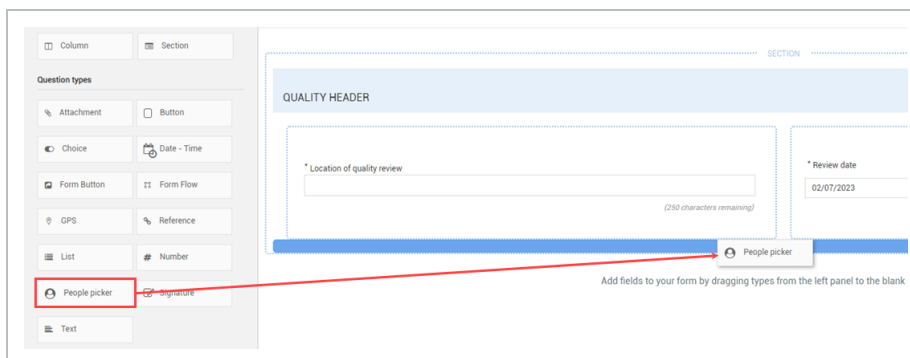 Column
Section
SECTION
Question types
QUALITY HEADER
Attachment
Button
Choice
Date - Time
* Location of quality review
* Review date
Form Button
Form Flow
02/07/2023
(250 characters remaining)
GPS
Reference
List
# Number
People picker
People picker
Signature
Add fields to your form by dragging types from the left panel to the blank
Text